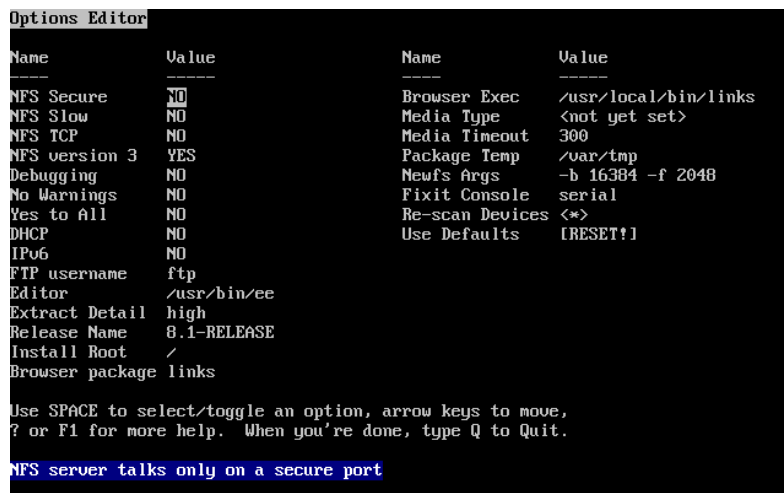 Options Editor
Name Value Name Value
---- ----- ---- -----
NFS Secure NO Browser Exec /usr/local/bin/links
NFS Slow NO Media Type <not yet set>
NFS TCP NO Media Timeout 300
NFS version 3 YES Package Temp /var/tmp
Debugging NO Newfs Args -b 16384 -f 2048
No Warnings NO Fixit Console serial
Yes to All NO Re-scan Devices <*>
DHCP NO Use Defaults [RESET!]
IPv6 NO
FTP username ftp
Editor /usr/bin/ee
Extract Detail high
Release Name 8.1-RELEASE
Install Root /
Browser package links
Use SPACE to select/toggle an option, arrow keys to move,
? or F1 for more help. When you're done, type Q to Quit.
NFS server talks only on a secure port